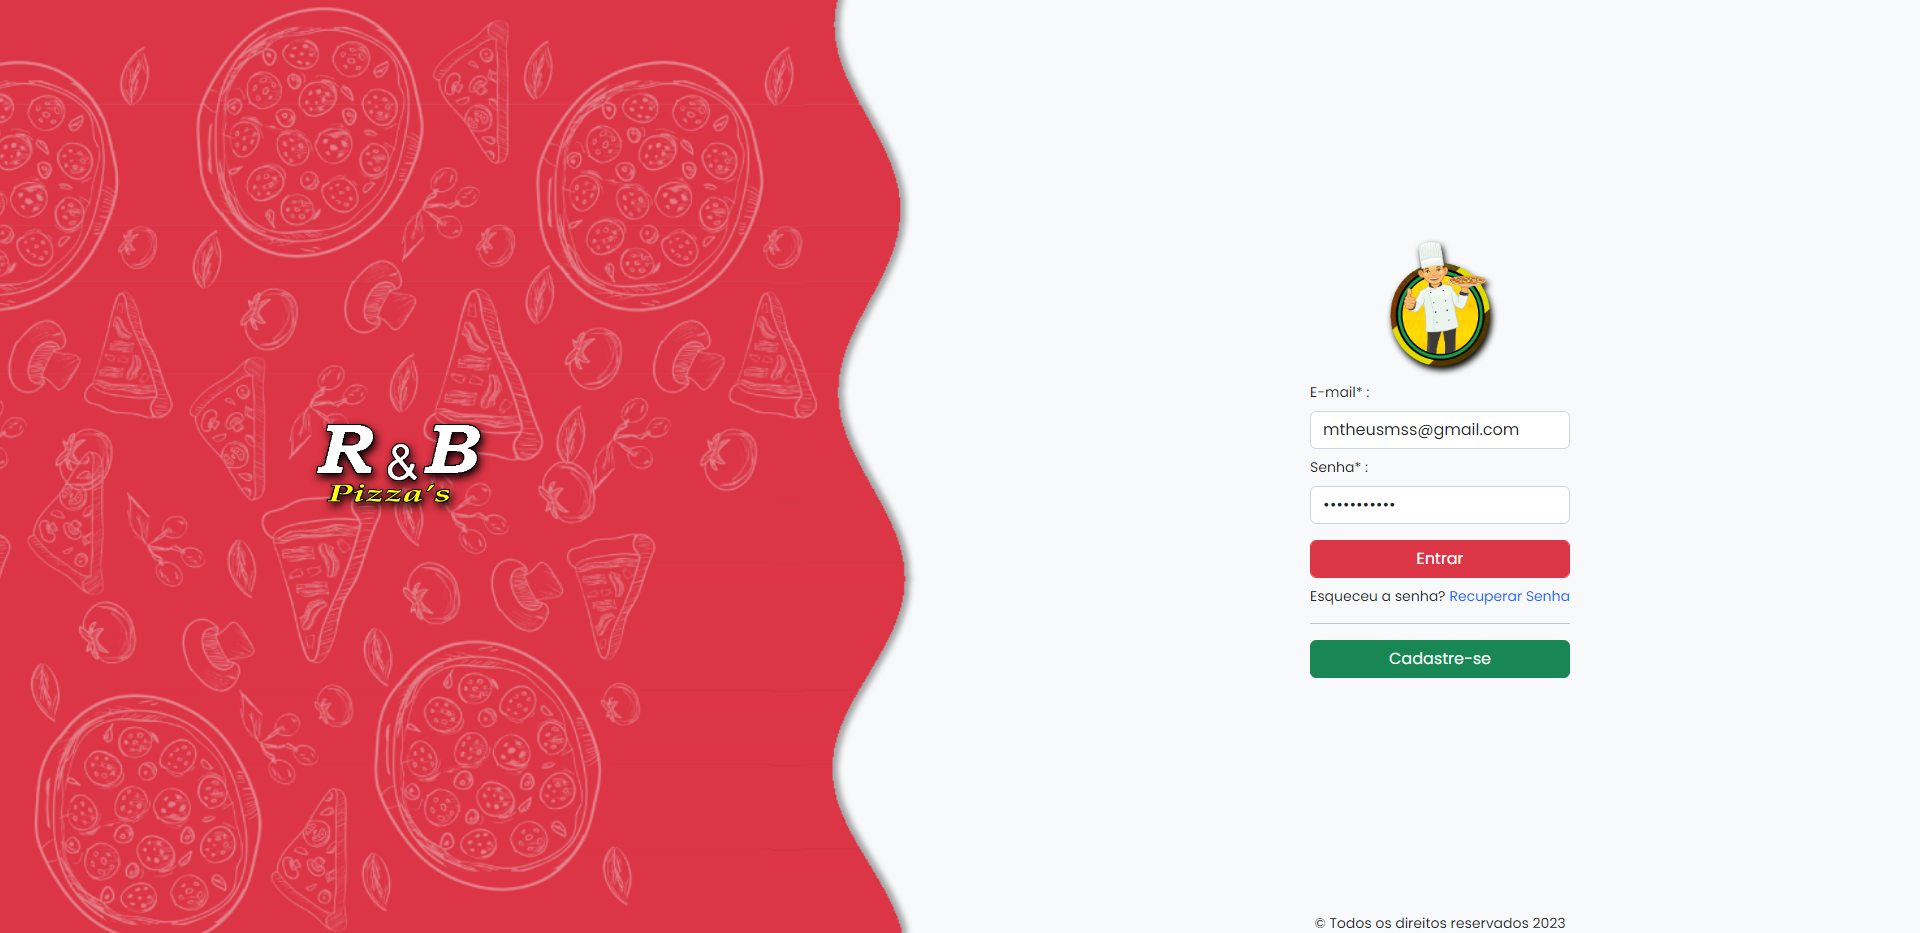 R & B
Pizza's
E-mail* :
mtheusmss@gmail.com
Senha* :
•••••••••••
Entrar
Esqueceu a senha? Recuperar Senha
Cadastre-se
© Todos os direitos reservados 2023